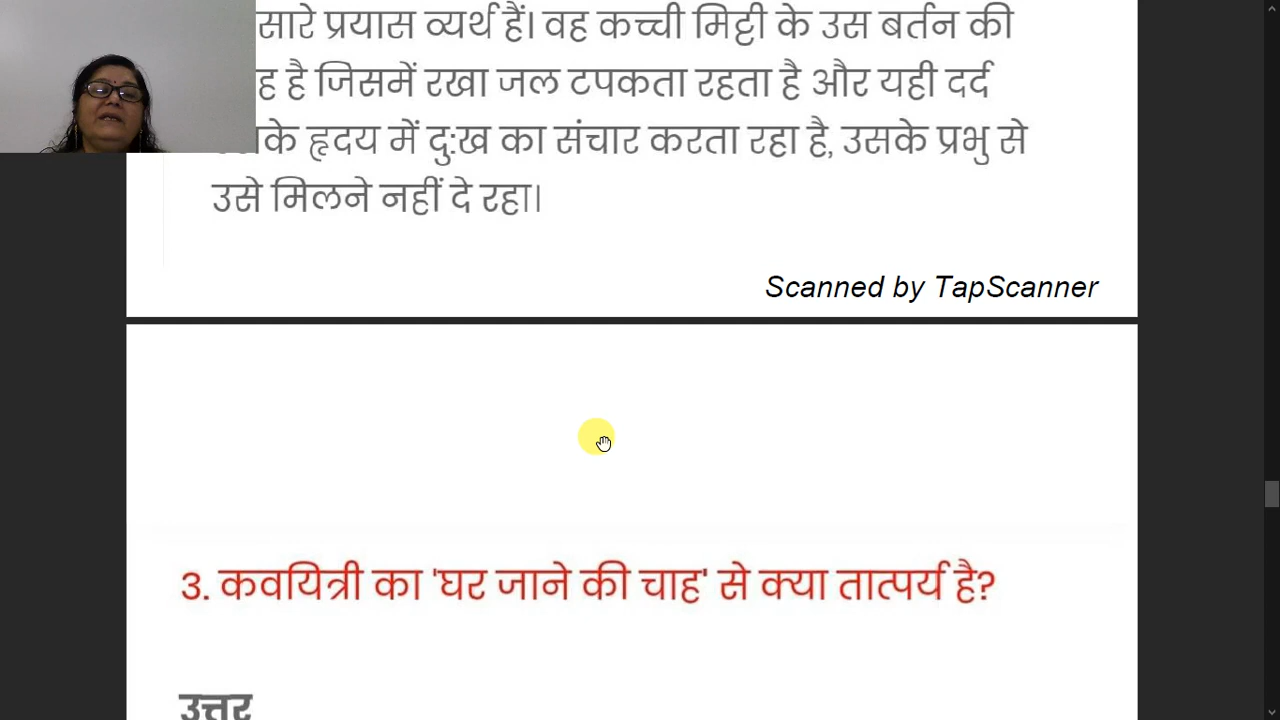 सारे प्रयास व्यर्थ हैं। वह कच्ची मिट्टी के उस बर्तन की
है जिसमें रखा जल टपकता रहता है और यही दर्द
हृदय में दु:ख का संचार करता रहा है, उसके प्रभु से
उसे मिलने नहीं दे रहा।
Scanned by TapScanner
3. कवयित्री का 'घर जाने की चाह' से क्या तात्पर्य है?
उत्तर